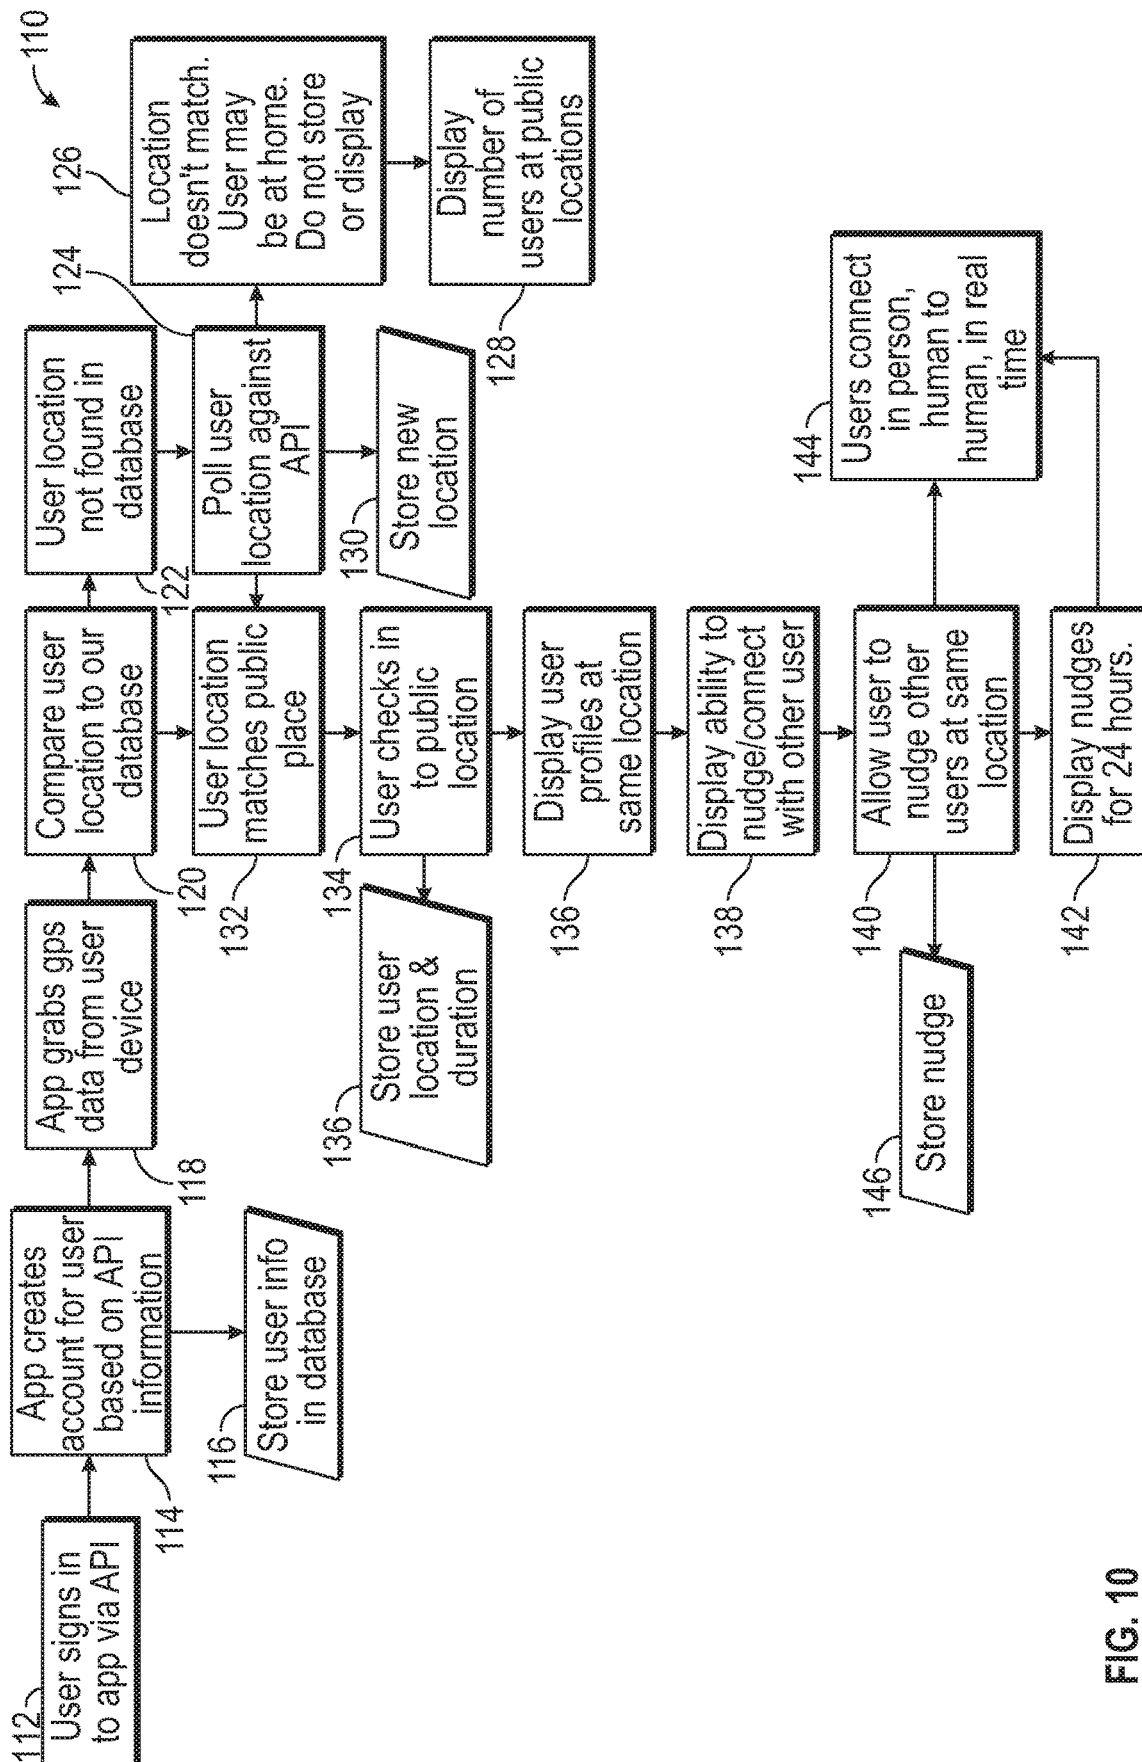 110
112
User signs in
to app via API
114
App creates
account for user
based on API
information
116
Store user info
in database
118
App grabs gps
data from user
device
120
Compare user
location to our
database
122
User location
not found in
database
124
Poll user
location against
API
126
Location
doesn't match.
User may
be at home.
Do not store
or display
128
Display
number of
users at public
locations
130
Store new
location
132
User location
matches public
place
134
User checks in
to public
location
136
Store user
location &
duration
136
Display user
profiles at
same location
138
Display ability to
nudge/connect
with other user
140
Allow user to
nudge other
users at same
location
142
Display nudges
for 24 hours.
144
Users connect
in person,
human to
human, in real
time
146
Store nudge
FIG. 10